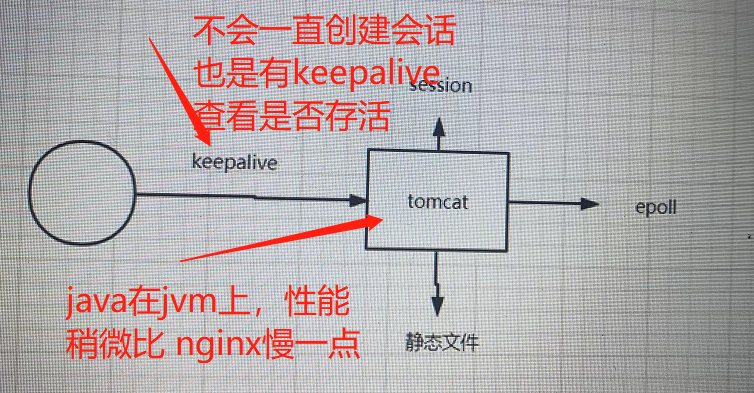 不会一直创建会话
也是有keepalive
查看是否存活
session
keepalive
tomcat
epoll
java在jvm上，性能
稍微比 nginx慢一点
静态文件